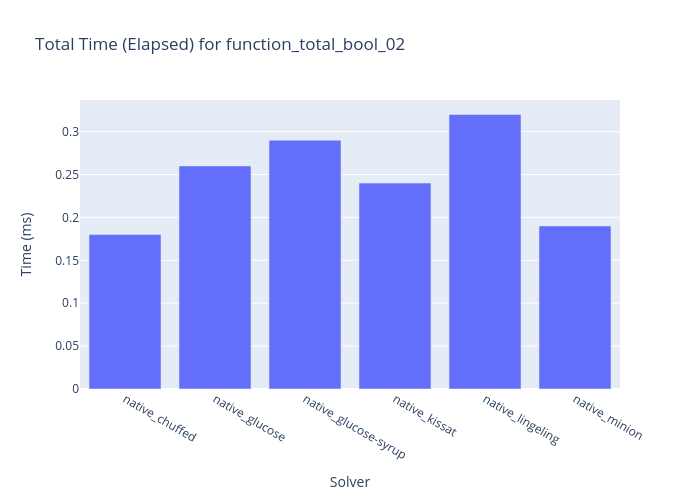 Total Time (Elapsed) for function_total_bool_02
Time (ms)
0.3
0.25
0.2
0.15
0.1
0.05
0
native_chuffed
native_glucose
native_glucose-syrup
native_kissat
native_lingeling
native_minion
Solver